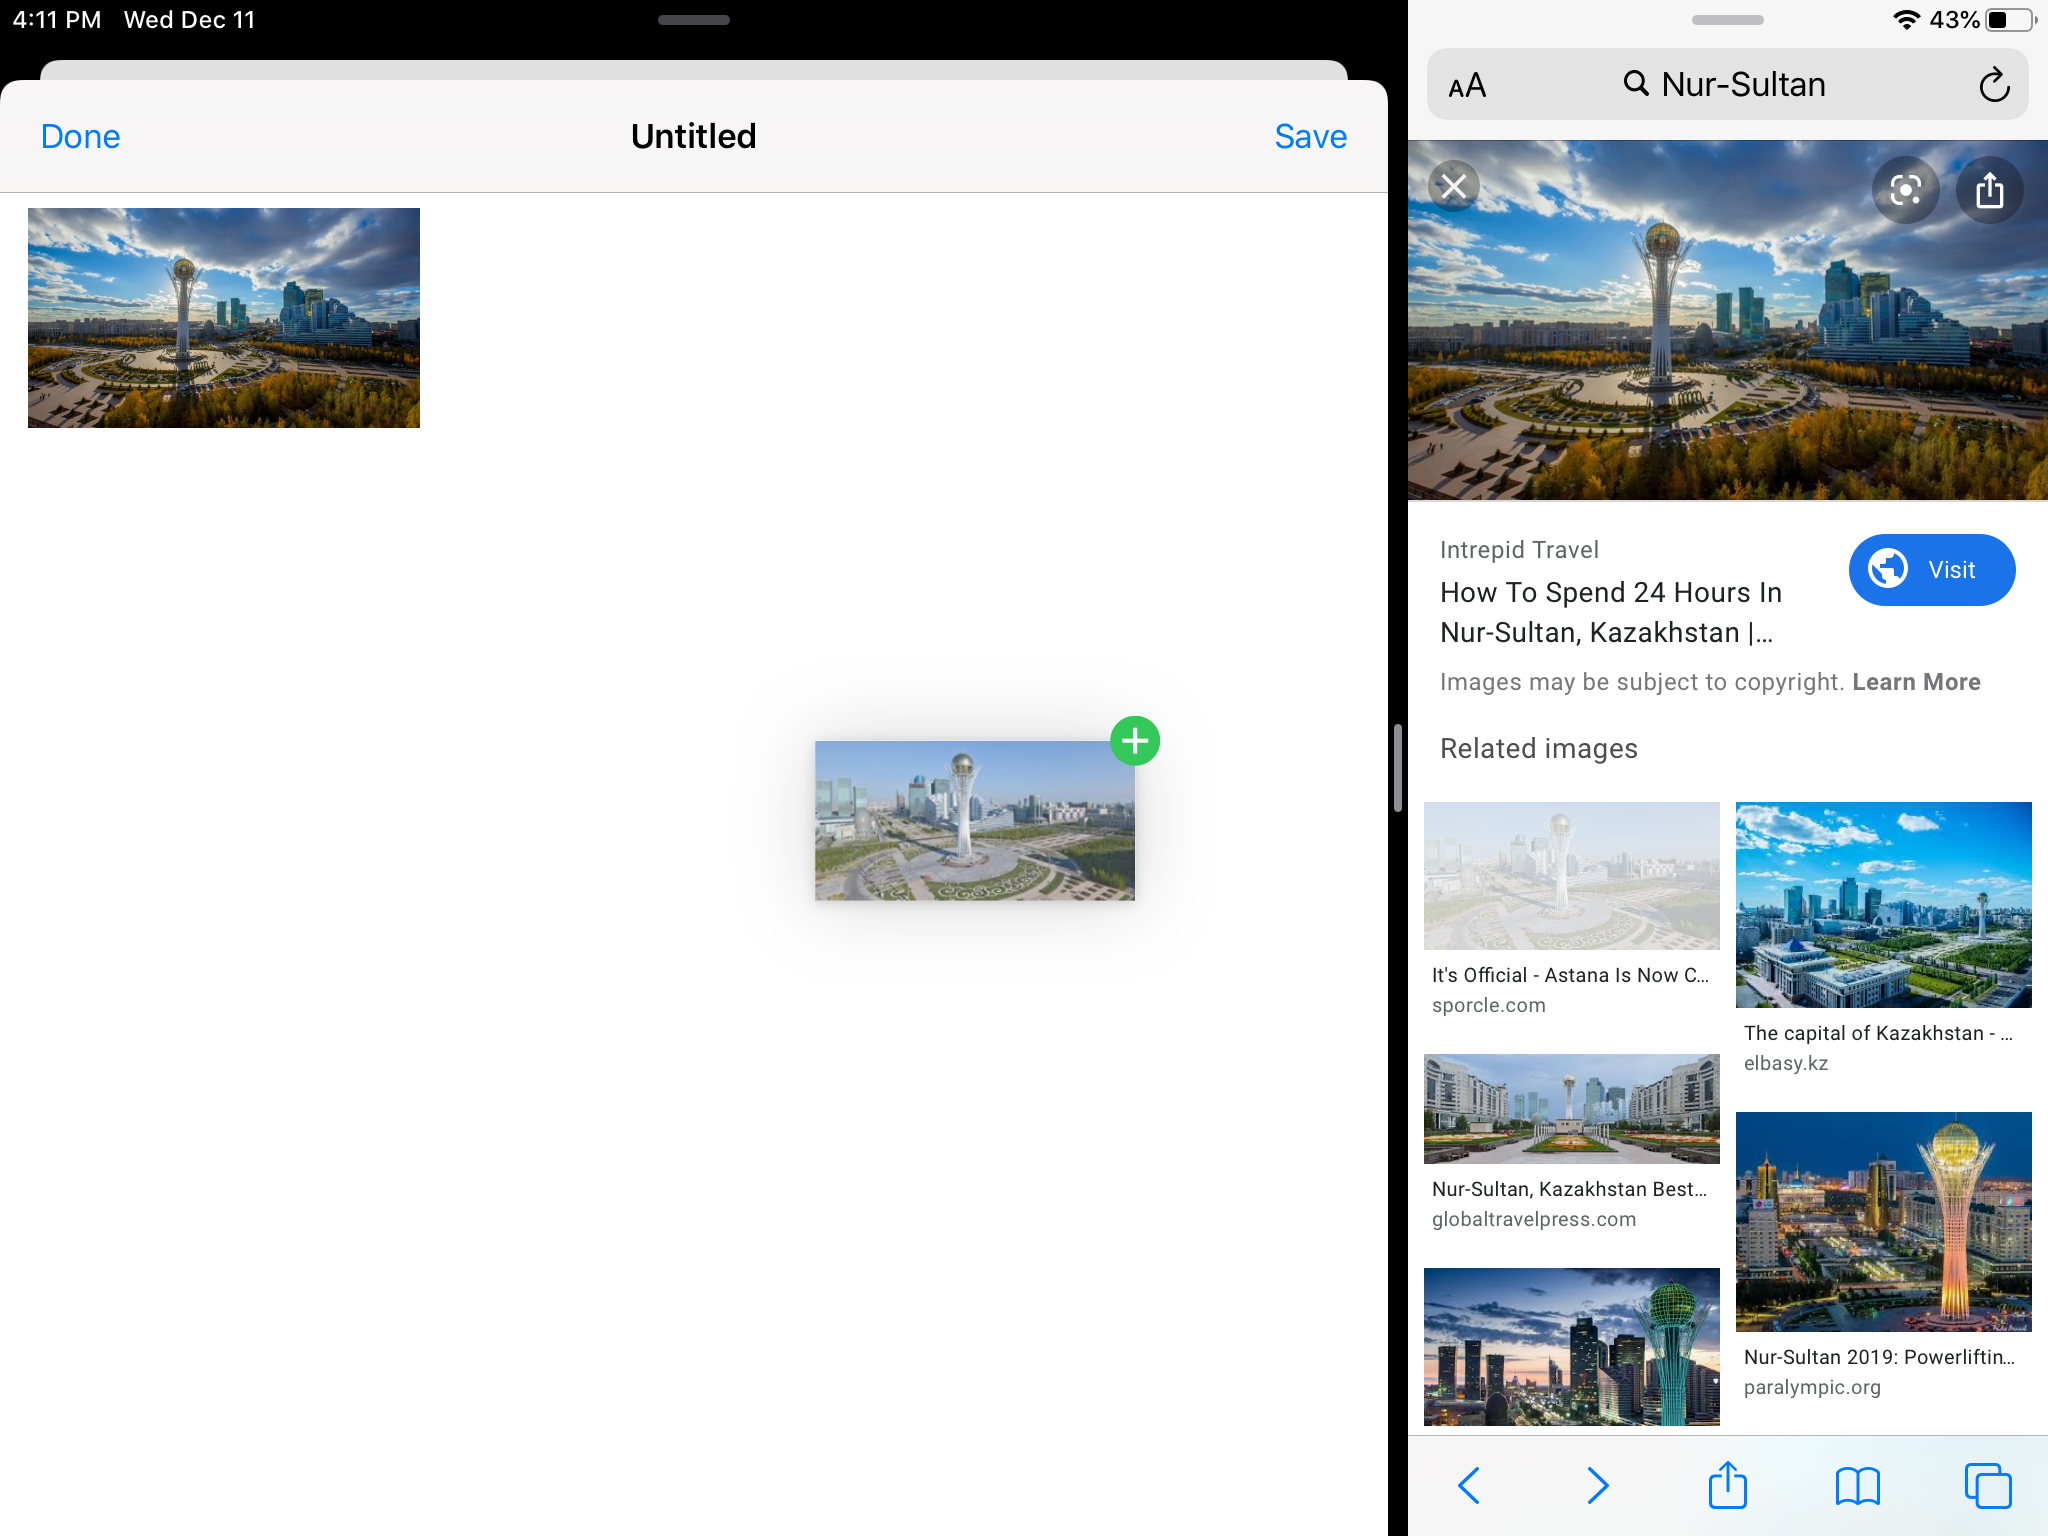 4:11 PM Wed Dec 11
43%
Done
Untitled
Save
AA
Nur-Sultan
Intrepid Travel
How To Spend 24 Hours In
Nur-Sultan, Kazakhstan |...
Visit
Images may be subject to copyright. Learn More
Related images
It's Official - Astana Is Now C...
sporcle.com
The capital of Kazakhstan - ...
elbasy.kz
Nur-Sultan, Kazakhstan Best...
globaltravelpress.com
Nur-Sultan 2019: Powerliftin...
paralympic.org